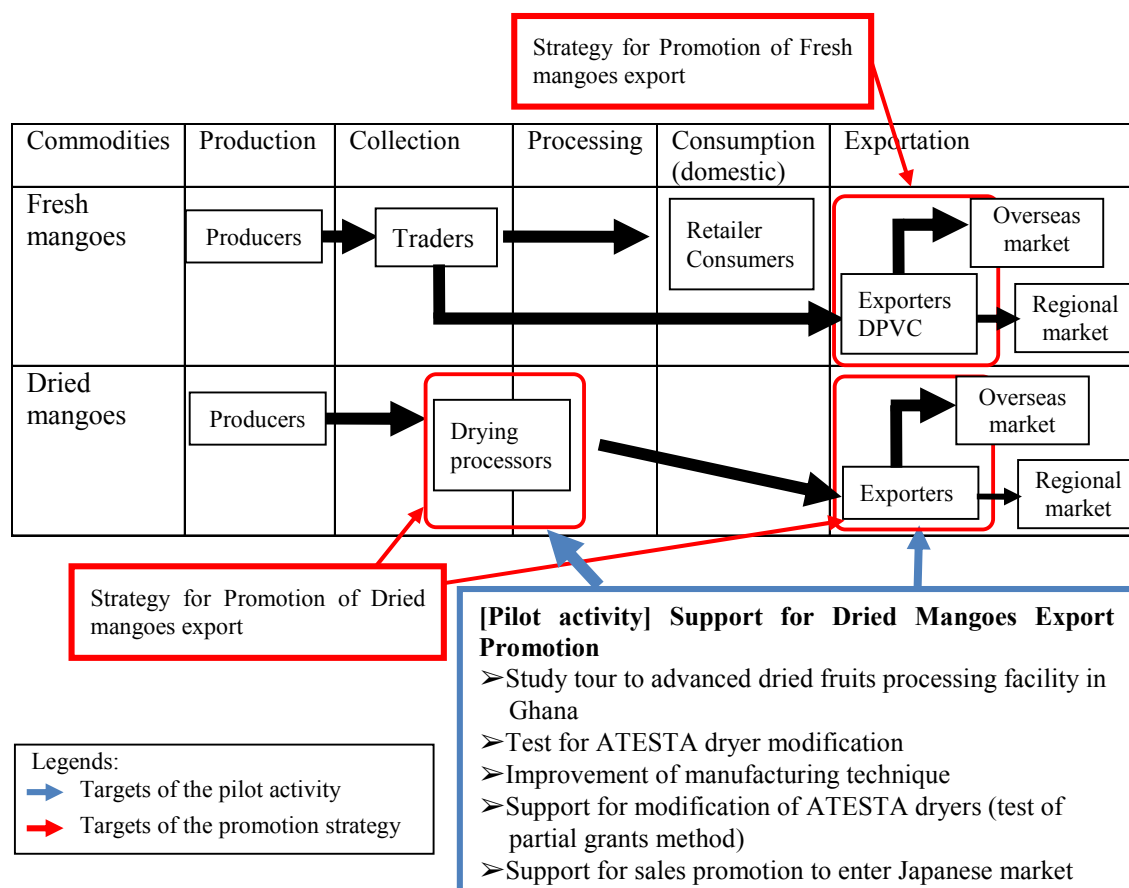 Strategy for Promotion of Fresh
mangoes export
Commodities
Production
Collection
Processing
Consumption
(domestic)
Exportation
Fresh
mangoes
Producers
Traders
Retailer
Consumers
Overseas
market
Exporters
DPVC
Regional
market
Dried
mangoes
Producers
Drying
processors
Overseas
market
Exporters
Regional
market
Strategy for Promotion of Dried
mangoes export
[Pilot activity] Support for Dried Mangoes Export
Promotion
➢Study tour to advanced dried fruits processing facility in
Ghana
➢Test for ATESTA dryer modification
➢Improvement of manufacturing technique
➢Support for modification of ATESTA dryers (test of
partial grants method)
➢Support for sales promotion to enter Japanese market
Legends:
Targets of the pilot activity
Targets of the promotion strategy